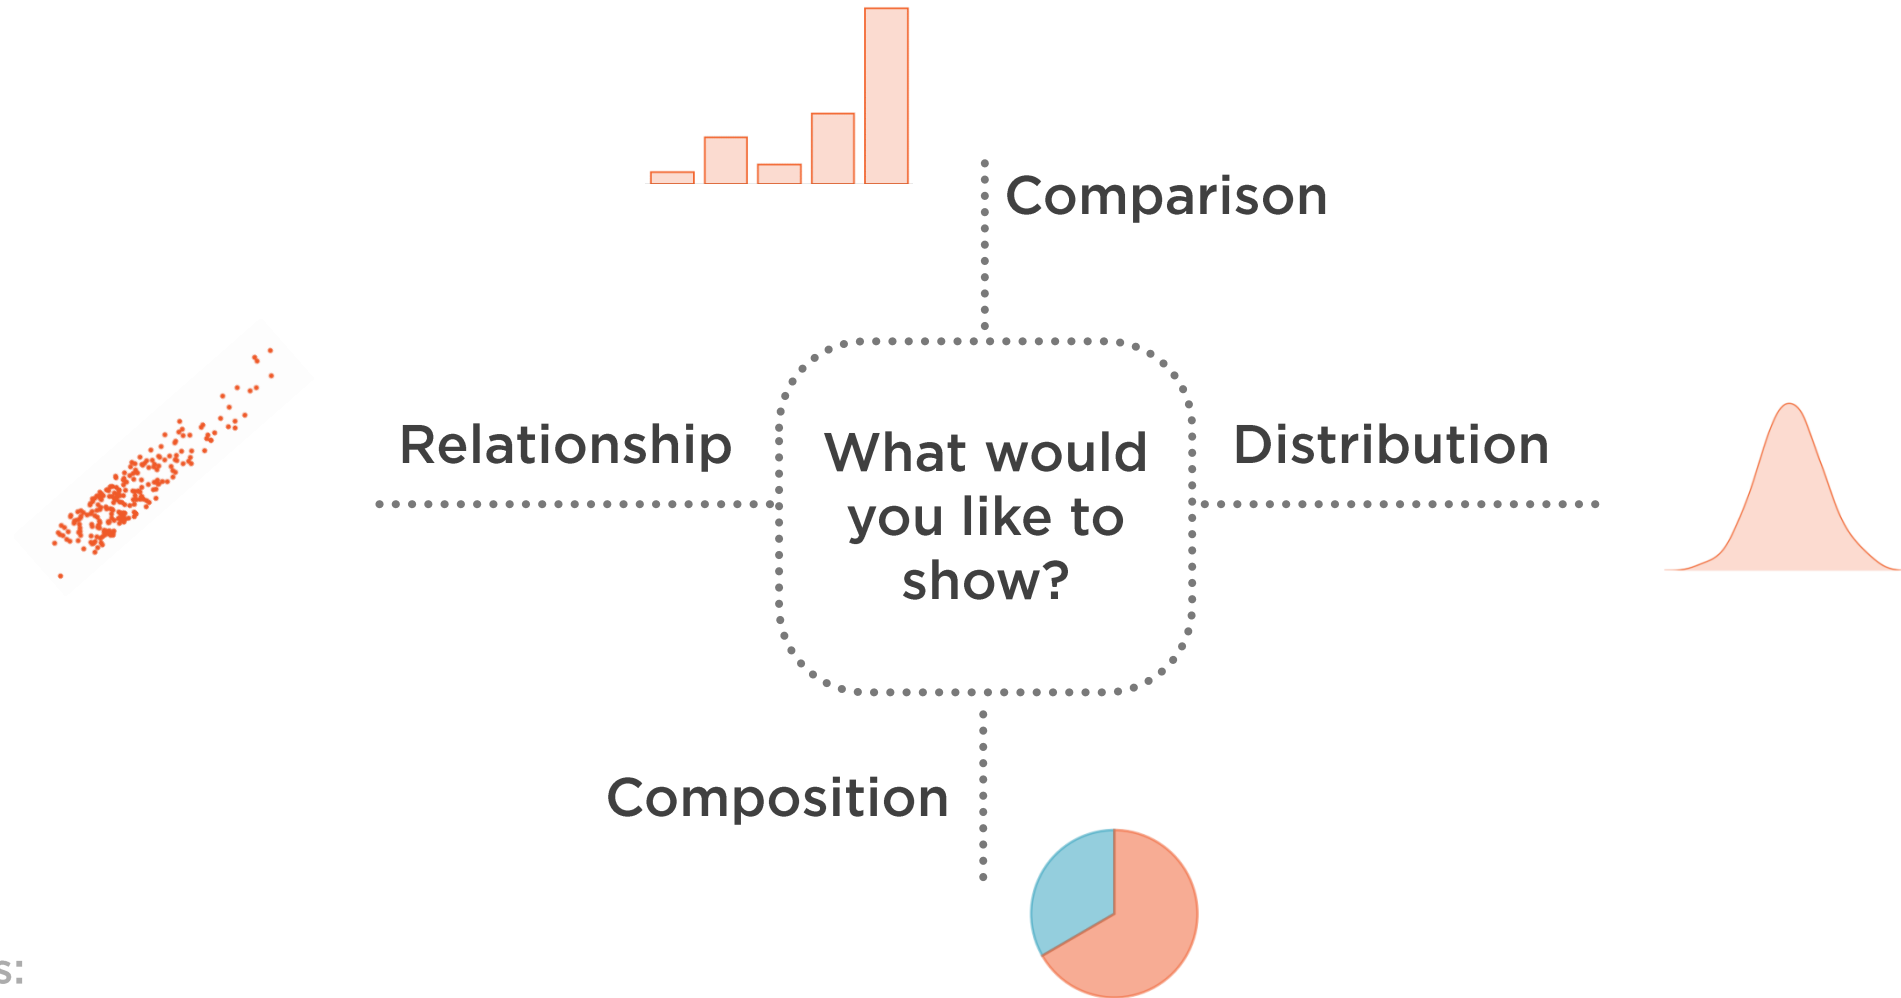 Comparison
Relationship
What would
you like to
show?
Distribution
Composition
s: